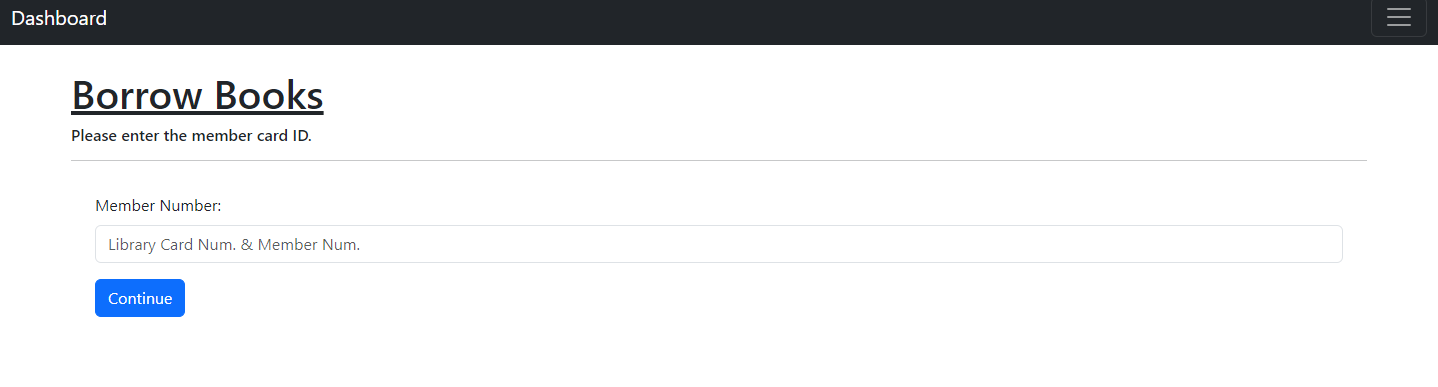 Dashboard
Borrow Books
Please enter the member card ID.
Member Number:
Library Card Num. & Member Num.
Continue